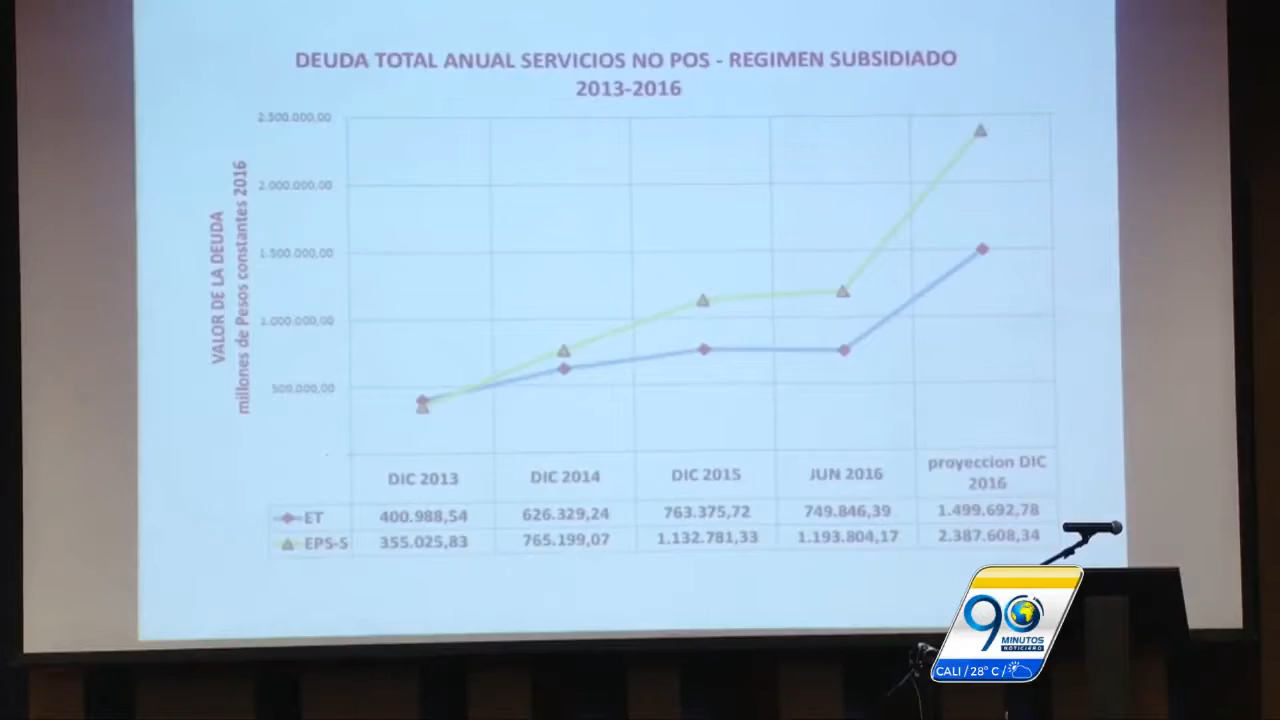 DEUDA TOTAL ANUAL SERVICIOS NO POS - REGIMEN SUBSIDIADO
2013-2016
VALOR DE LA DEUDA
millones de Pesos constantes 2016
2.500.000,00
2.000.000,00
1.500.000,00
1.000.000,00
500.000,00
-
DIC 2013 DIC 2014 DIC 2015 JUN 2016 proyeccion DIC 2016
ET 400.988,54 626.329,24 763.375,72 749.846,39 1.499.692,78
EPS-S 355.025,83 765.199,07 1.132.781,33 1.193.804,17 2.387.608,34
90
MINUTOS
NOTICIERO
CALI / 28° C /